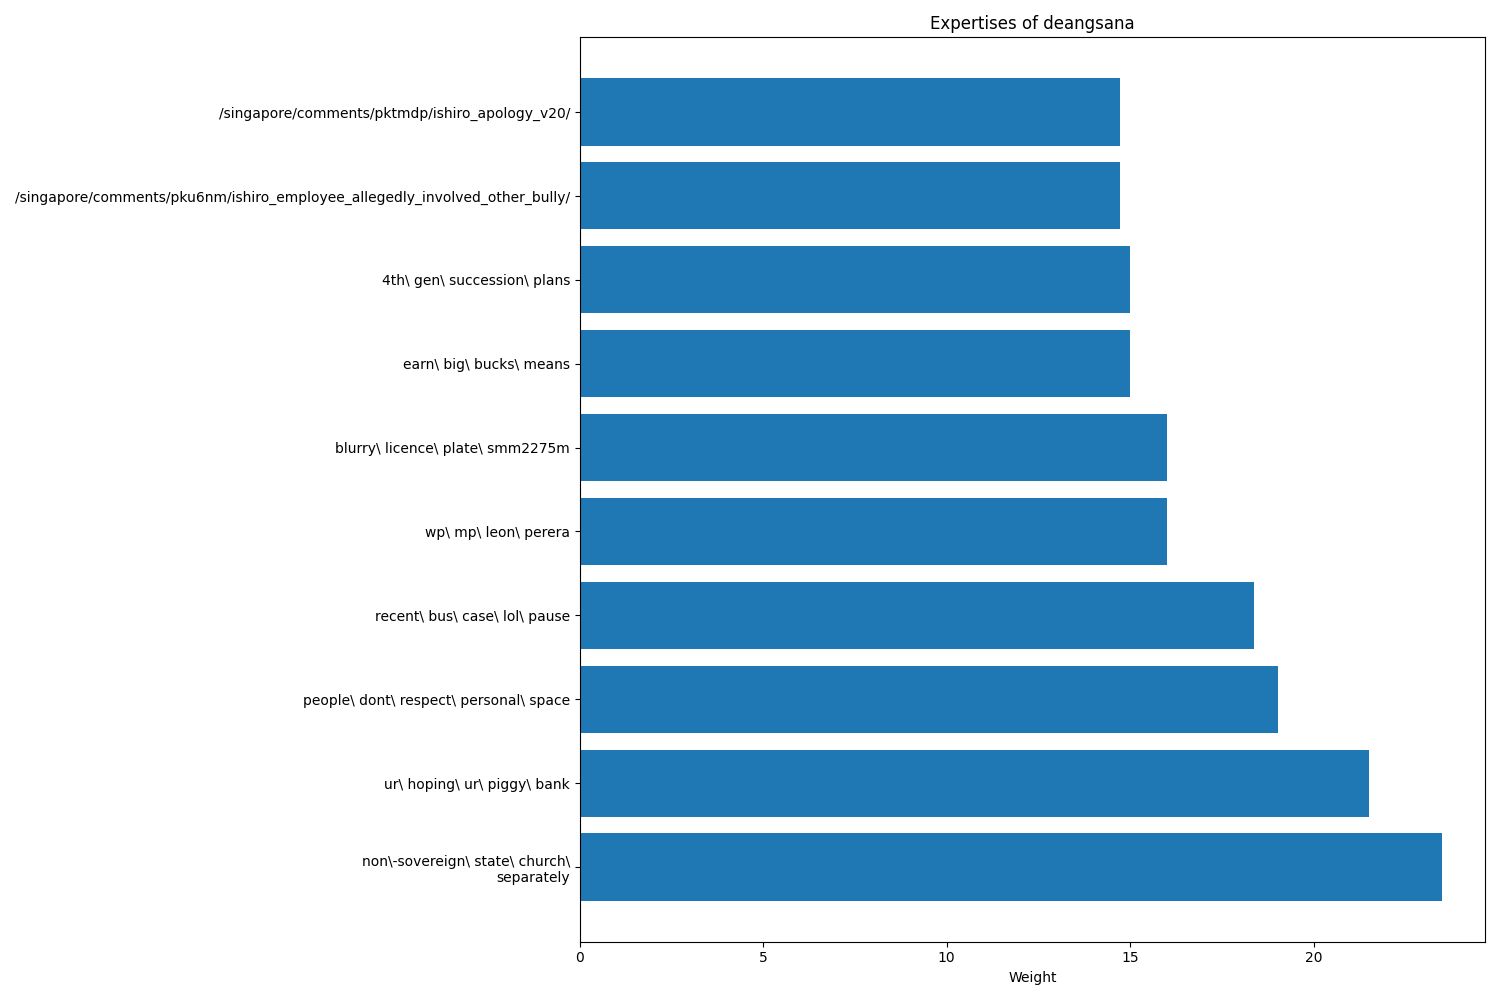 Expertises of deangsana
/singapore/comments/pktmdp/ishiro_apology_v20/
/singapore/comments/pku6nm/ishiro_employee_allegedly_involved_other_bully/
4th\ gen\ succession\ plans
earn\ big\ bucks\ means
blurry\ licence\ plate\ smm2275m
wp\ mp\ leon\ perera
recent\ bus\ case\ lol\ pause
people\ dont\ respect\ personal\ space
ur\ hoping\ ur\ piggy\ bank
non\-sovereign\ state\ church\
separately
0 5 10 15 20
Weight